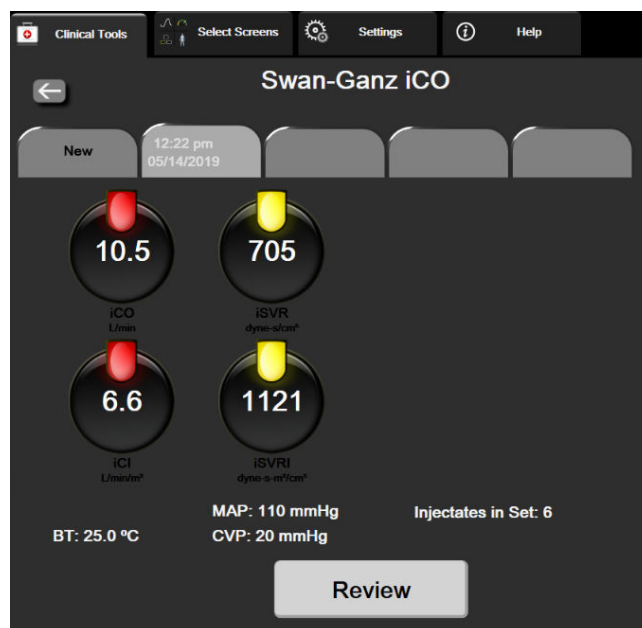 Clinical Tools
Select Screens
Settings
Help
Swan-Ganz iCO
New
12:22 pm
05/14/2019
10.5
705
iCO
L/min
iSVR
dyne-s/cm⁵
6.6
1121
iCI
L/min/m²
iSVRI
dyne-s-m²/cm⁵
BT: 25.0 ºC
MAP: 110 mmHg
CVP: 20 mmHg
Injectates in Set: 6
Review